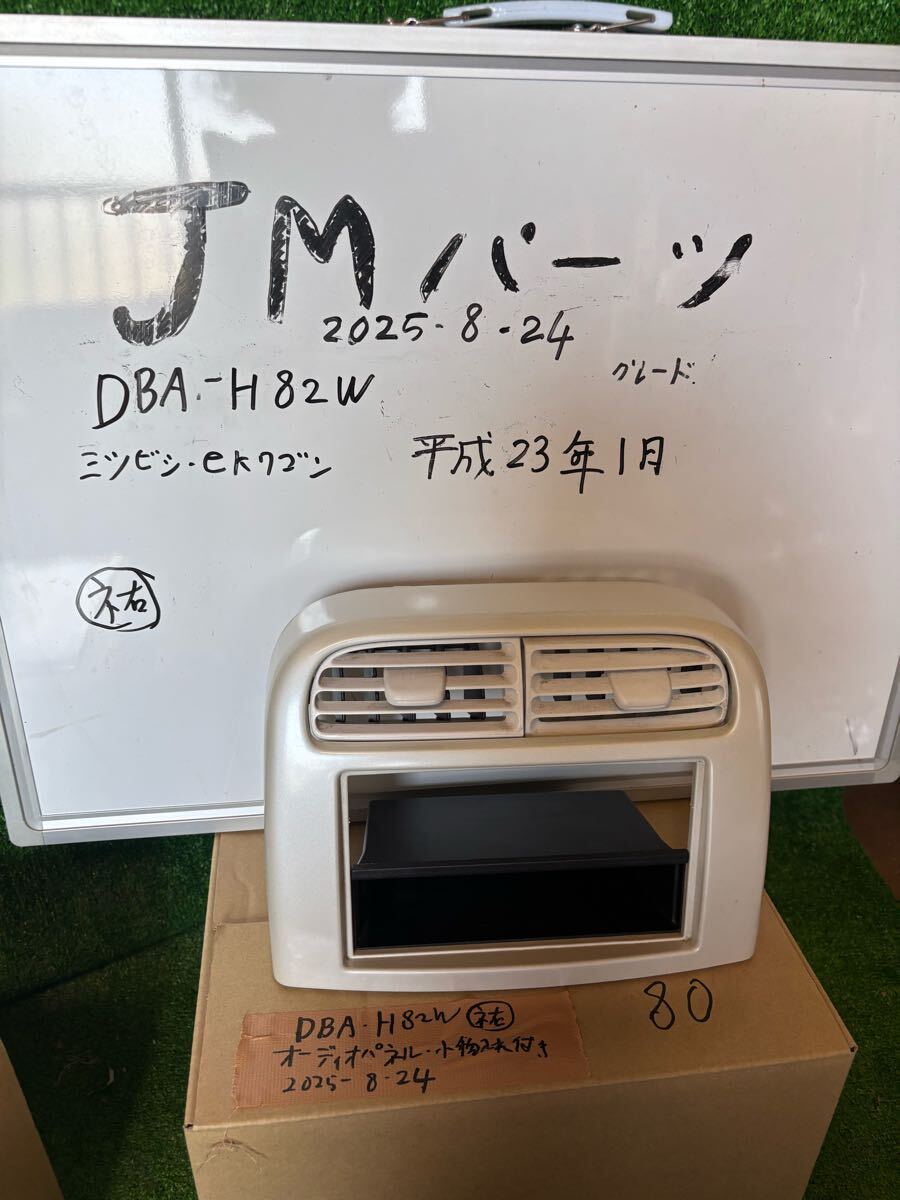 JMパーツ
2025-8-24
DBA-H82W
グレード
ミツビシ・ekワゴン
平成23年1月
祐
DBA-H82W 祐
オーディオパネル・小物入れ付き
2025-8-24
80